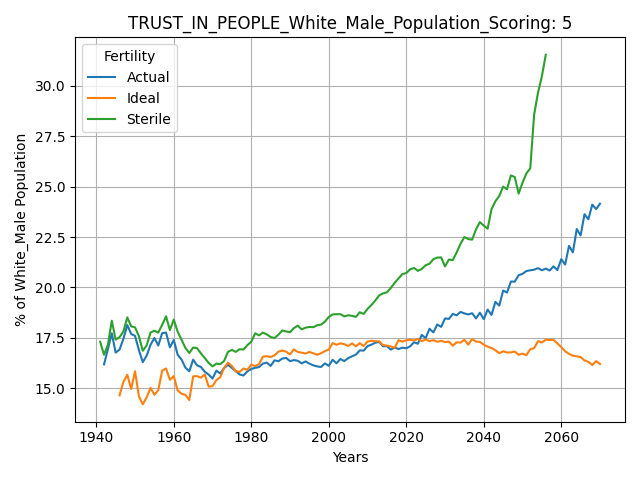 TRUST_IN_PEOPLE_White_Male_Population_Scoring: 5
Fertility
Actual
Ideal
Sterile
% of White_Male Population
30.0
27.5
25.0
22.5
20.0
17.5
15.0
1940 1960 1980 2000 2020 2040 2060
Years